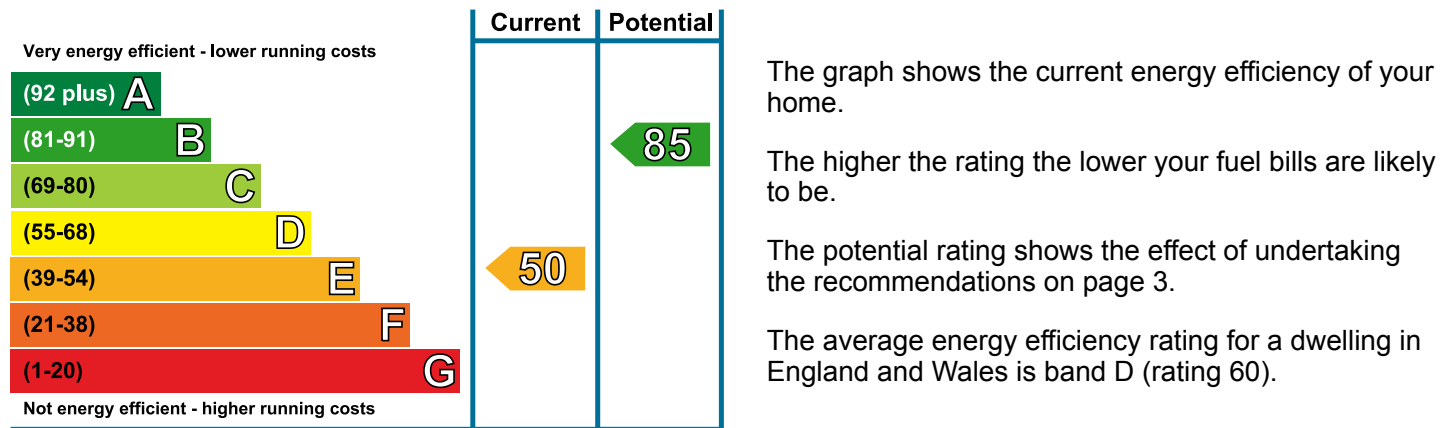 Current Potential
Very energy efficient - lower running costs
(92 plus) A
(81-91) B
85
(69-80) C
(55-68) D
(39-54) E
50
(21-38) F
(1-20) G
Not energy efficient - higher running costs
The graph shows the current energy efficiency of your
home.
The higher the rating the lower your fuel bills are likely
to be.
The potential rating shows the effect of undertaking
the recommendations on page 3.
The average energy efficiency rating for a dwelling in
England and Wales is band D (rating 60).